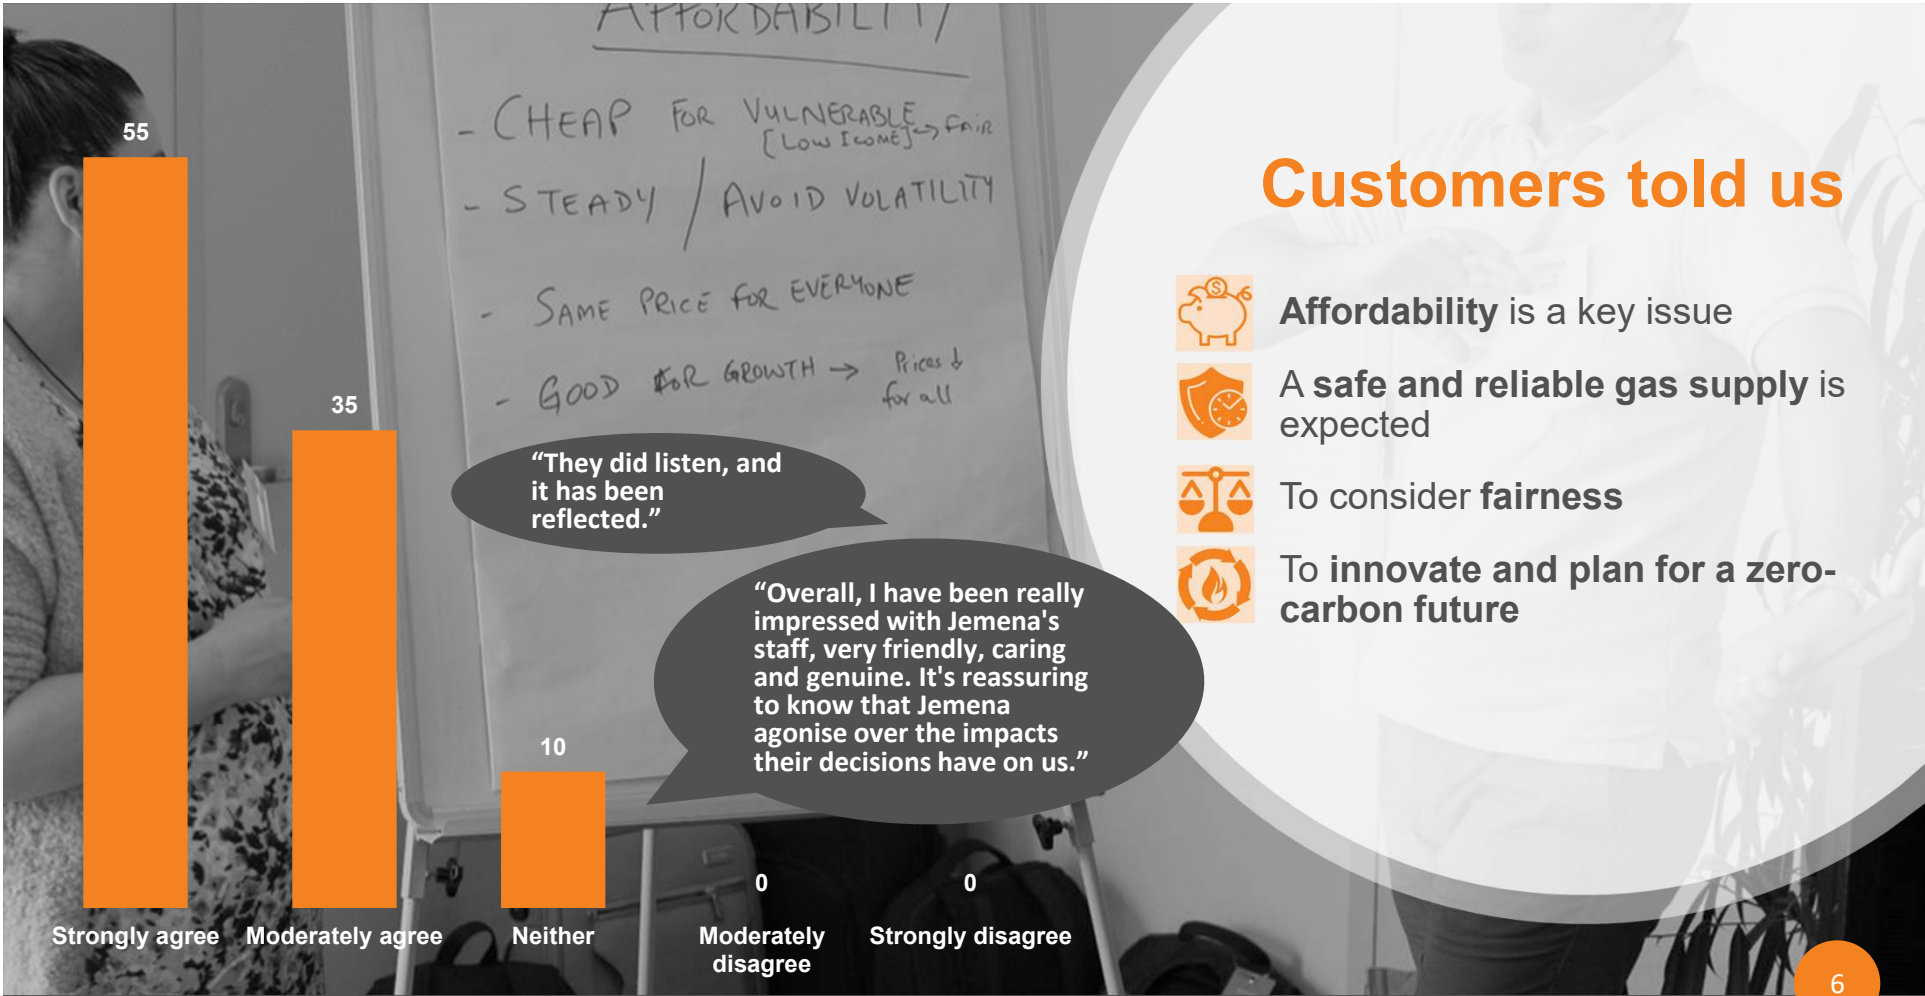 AFFORDABILITY
- CHEAP FOR VULNERABLE
[LOW ICOME] → FAIR
- STEADY / AVOID VOLATILITY
- SAME PRICE FOR EVERYONE
- GOOD FOR GROWTH → Prices ↓
for all
55
35
10
0
0
Strongly agree
Moderately agree
Neither
Moderately
disagree
Strongly disagree
“They did listen, and
it has been
reflected.”
“Overall, I have been really
impressed with Jemena's
staff, very friendly, caring
and genuine. It's reassuring
to know that Jemena
agonise over the impacts
their decisions have on us.”
Customers told us
Affordability is a key issue
A safe and reliable gas supply is
expected
To consider fairness
To innovate and plan for a zero-
carbon future
6